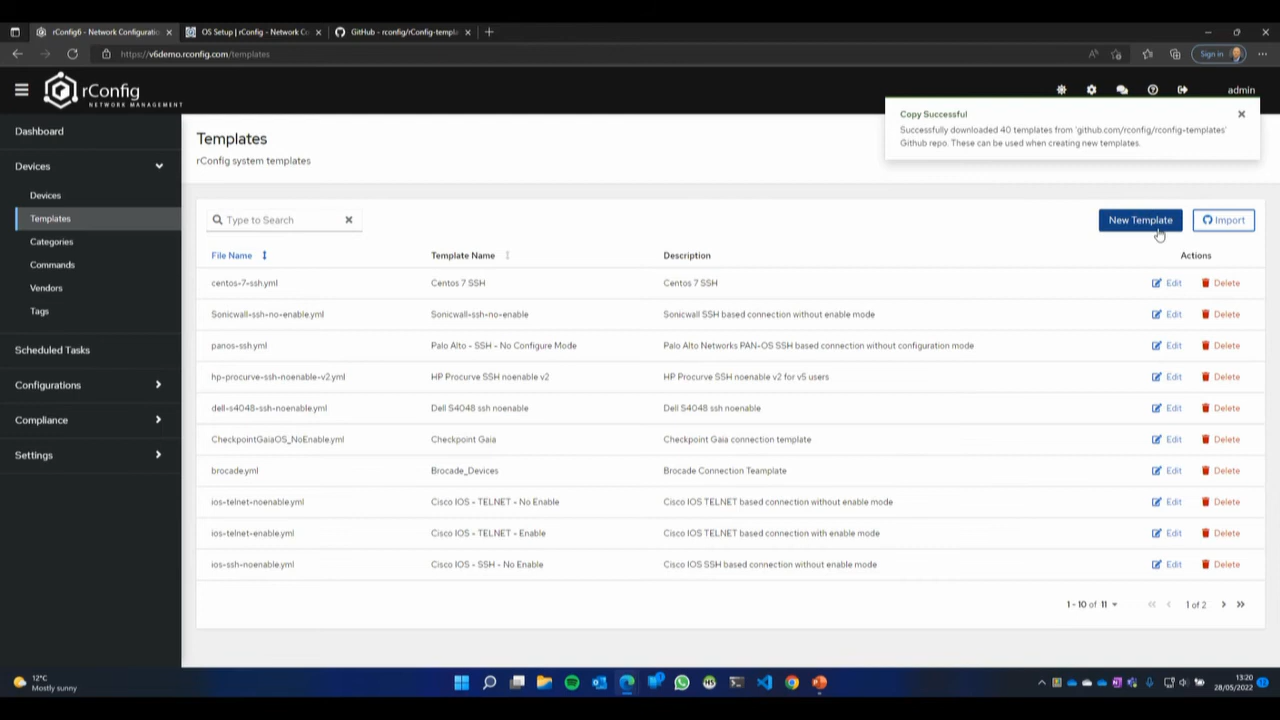 rConfig6 - Network Configuratio
OS Setup | rConfig - Network Co
GitHub - rconfig/rConfig-templa
https://v6demo.rconfig.com/templates
Sign in
rConfig
NETWORK MANAGEMENT
admin
Copy Successful
Successfully downloaded 40 templates from 'github.com/rconfig/rconfig-templates'
Github repo. These can be used when creating new templates.
Dashboard
Devices
Devices
Templates
Categories
Commands
Vendors
Tags
Scheduled Tasks
Configurations
Compliance
Settings
Templates
rConfig system templates
Type to Search
New Template
Import
File Name Template Name Description Actions
centos-7-ssh.yml Centos 7 SSH Centos 7 SSH Edit Delete
Sonicwall-ssh-no-enable.yml Sonicwall-ssh-no-enable Sonicwall SSH based connection without enable mode Edit Delete
panos-ssh.yml Palo Alto - SSH - No Configure Mode Palo Alto Networks PAN-OS SSH based connection without configuration mode Edit Delete
hp-procurve-ssh-noenable-v2.yml HP Procurve SSH noenable v2 HP Procurve SSH noenable v2 for v5 users Edit Delete
dell-s4048-ssh-noenable.yml Dell S4048 ssh noenable Dell S4048 ssh noenable Edit Delete
CheckpointGaiaOS_NoEnable.yml Checkpoint Gaia Checkpoint Gaia connection template Edit Delete
brocade.yml Brocade_Devices Brocade Connection Teamplate Edit Delete
ios-telnet-noenable.yml Cisco IOS - TELNET - No Enable Cisco IOS TELNET based connection without enable mode Edit Delete
ios-telnet-enable.yml Cisco IOS - TELNET - Enable Cisco IOS TELNET based connection with enable mode Edit Delete
ios-ssh-noenable.yml Cisco IOS - SSH - No Enable Cisco IOS SSH based connection without enable mode Edit Delete
1 - 10 of 11
1 of 2
12°C
Mostly sunny
13:20
28/05/2022